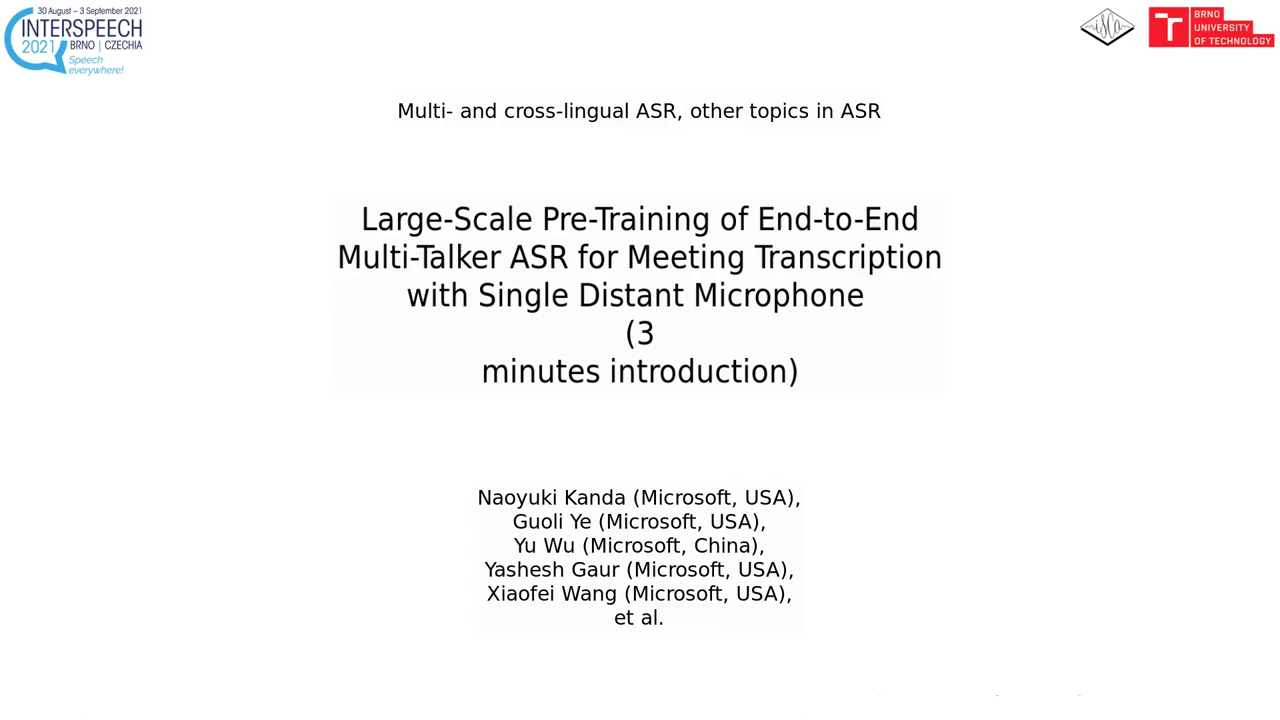 30 August – 3 September 2021
INTERSPEECH
2021 BRNO | CZECHIA
Speech
everywhere!
isca
BRNO
UNIVERSITY
OF TECHNOLOGY
Multi- and cross-lingual ASR, other topics in ASR
Large-Scale Pre-Training of End-to-End
Multi-Talker ASR for Meeting Transcription
with Single Distant Microphone
(3
minutes introduction)
Naoyuki Kanda (Microsoft, USA),
Guoli Ye (Microsoft, USA),
Yu Wu (Microsoft, China),
Yashesh Gaur (Microsoft, USA),
Xiaofei Wang (Microsoft, USA),
et al.